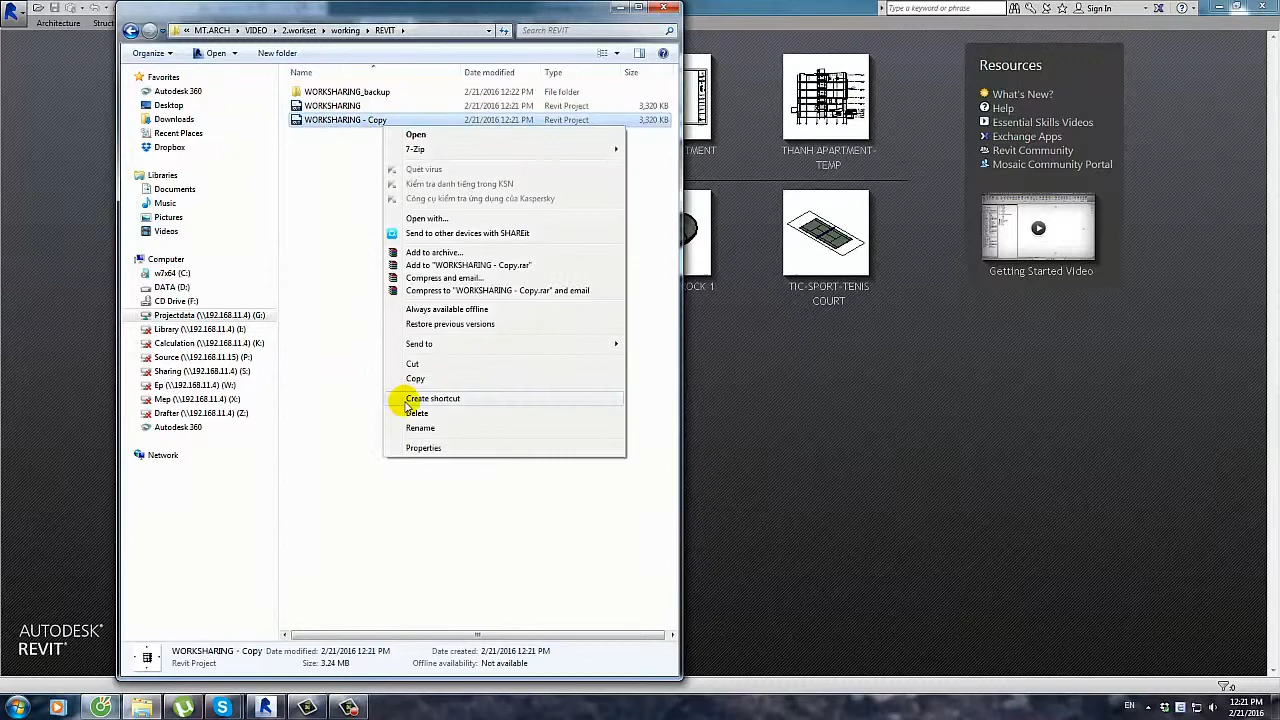 MT.ARCH ▸ VIDEO ▸ 2.workset ▸ working ▸ REVIT ▸
Search REVIT
Type a keyword or phrase
Sign In
Architecture
Struct
Organize
Open
New folder
Name
Date modified
Type
Size
Favorites
Autodesk 360
Desktop
Downloads
Recent Places
Dropbox
Libraries
Documents
Music
Pictures
Videos
Computer
w7x64 (C:)
DATA (D:)
CD Drive (F:)
Projectdata (\\192.168.11.4) (G:)
Library (\\192.168.11.4) (I:)
Calculation (\\192.168.11.4) (K:)
Source (\\192.168.11.15) (P:)
Sharing (\\192.168.11.4) (S:)
Ep (\\192.168.11.4) (W:)
Mep (\\192.168.11.4) (X:)
Drafter (\\192.168.11.4) (Z:)
Autodesk 360
Network
WORKSHARING_backup 2/21/2016 12:22 PM File folder
WORKSHARING 2/21/2016 12:21 PM Revit Project 3,320 KB
WORKSHARING - Copy 2/21/2016 12:21 PM Revit Project 3,320 KB
Open
7-Zip
Quét virus
Kiểm tra danh tiếng trong KSN
Công cụ kiểm tra ứng dụng của Kaspersky
Open with...
Send to other devices with SHAREit
Add to archive...
Add to "WORKSHARING - Copy.rar"
Compress and email...
Compress to "WORKSHARING - Copy.rar" and email
Always available offline
Restore previous versions
Send to
Cut
Copy
Create shortcut
Delete
Rename
Properties
TMENT
THANH APARTMENT-
TEMP
OCK 1
TIC-SPORT-TENIS
COURT
Resources
What's New?
Help
Essential Skills Videos
Exchange Apps
Revit Community
Mosaic Community Portal
Getting Started Video
AUTODESK®
REVIT®
WORKSHARING - Copy Date modified: 2/21/2016 12:21 PM Date created: 2/21/2016 12:21 PM
Revit Project Size: 3.24 MB Offline availability: Not available
:0
EN
12:21 PM
2/21/2016